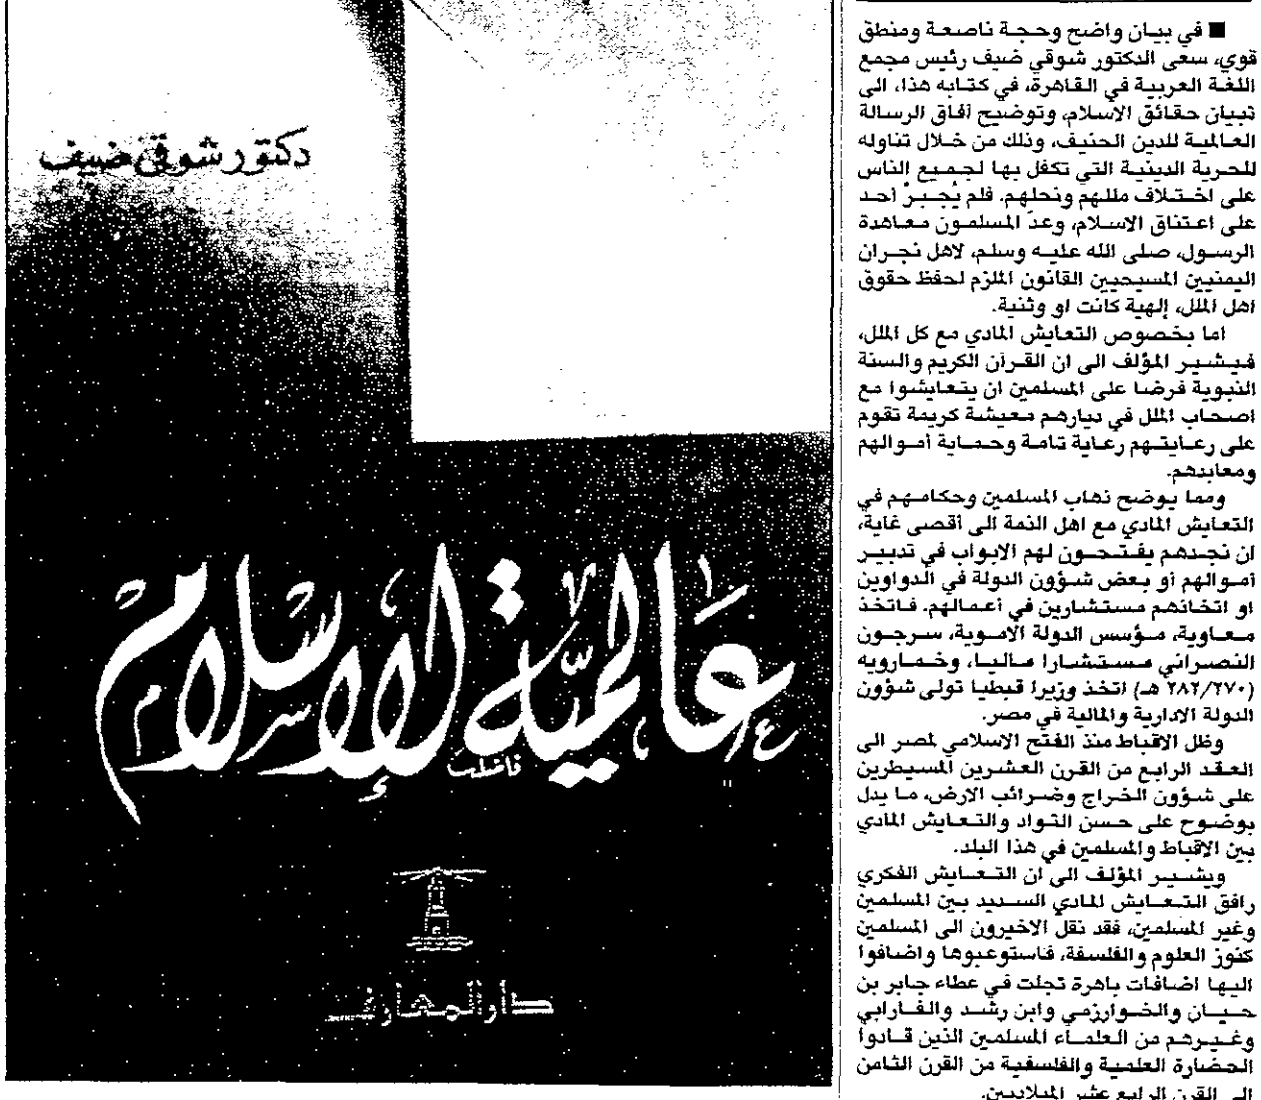 دكتور شوقي ضيف
عالمية الإسلام
دار المعارف
■ في بيان واضح وحجة ناصعة ومنطق
قوي، سعى الدكتور شوقي ضيف رئيس مجمع
اللغة العربية في القاهرة، في كتابه هذا، الى
تبيان حقائق الاسلام، وتوضيح آفاق الرسالة
العالمية للدين الحنيف، وذلك من خلال تناوله
للحرية الدينية التي تكفل بها لجميع الناس
على اختلاف مللهم ونحلهم. فلم يُجبرْ أحد
على اعتناق الاسلام، وعدّ المسلمون معاهدة
الرسول، صلى الله عليه وسلم، لاهل نجران
اليمنيين المسيحيين القانون الملزم لحفظ حقوق
اهل الملل، إلهية كانت او وثنية.
اما بخصوص التعايش المادي مع كل الملل،
فيشير المؤلف الى ان القرآن الكريم والسنة
النبوية فرضا على المسلمين ان يتعايشوا مع
اصحاب الملل في ديارهم معيشة كريمة تقوم
على رعايتهم رعاية تامة وحماية أموالهم
ومعابدهم.
ومما يوضح ذهاب المسلمين وحكامهم في
التعايش المادي مع اهل الذمة الى أقصى غاية،
ان نجدهم يفتحون لهم الابواب في تدبير
أموالهم أو بعض شؤون الدولة في الدواوين
او اتخاذهم مستشارين في أعمالهم. فاتخذ
معاوية، مؤسس الدولة الاموية، سرجون
النصراني مستشارا ماليا، وخمارويه
(٢٨٢/٢٧٠ هـ) اتخذ وزيرا قبطيا تولى شؤون
الدولة الادارية والمالية في مصر.
وظل الاقباط منذ الفتح الاسلامي لمصر الى
العقد الرابع من القرن العشرين المسيطرين
على شؤون الخراج وضرائب الارض، ما يدل
بوضوح على حسن التواد والتعايش المادي
بين الاقباط والمسلمين في هذا البلد.
ويشير المؤلف الى ان التعايش الفكري
رافق التعايش المادي السديد بين المسلمين
وغير المسلمين، فقد نقل الاخيرون الى المسلمين
كنوز العلوم والفلسفة، فاستوعبوها واضافوا
اليها اضافات باهرة تجلت في عطاء جابر بن
حيان والخوارزمي وابن رشد والفارابي
وغيرهم من العلماء المسلمين الذين قادوا
الحضارة العلمية والفلسفية من القرن الثامن
الى القرن الرابع عشر الميلاديين.